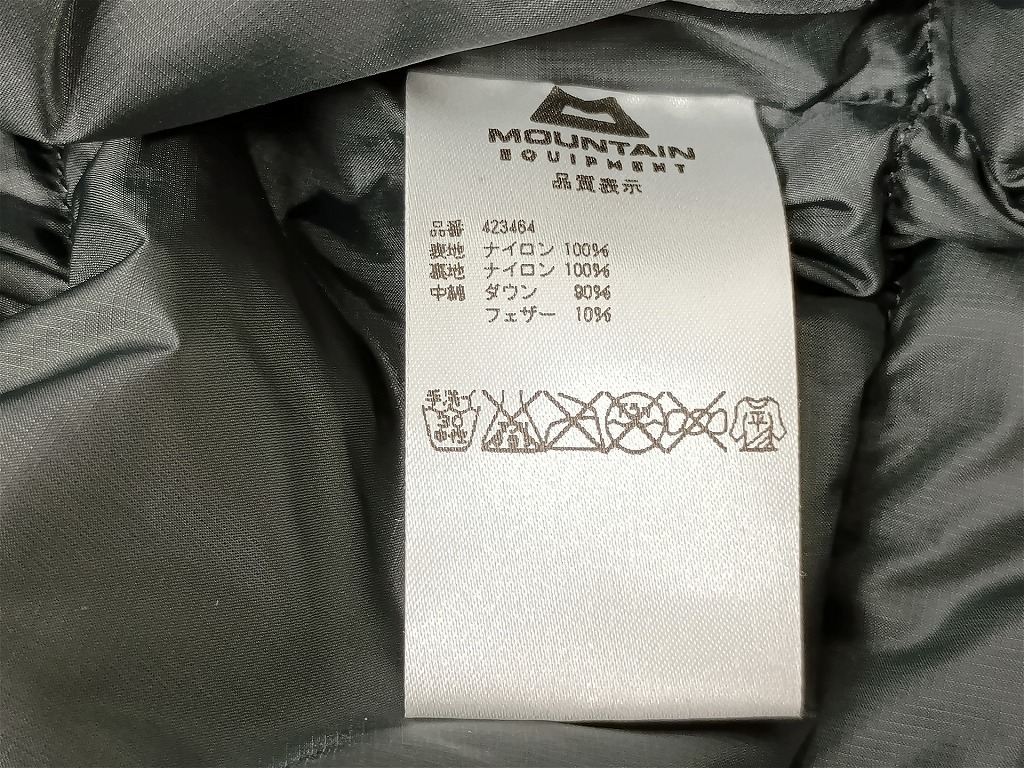 MOUNTAIN
EQUIPMENT
品質表示
品番 423464
表地 ナイロン 100%
裏地 ナイロン 100%
中綿 ダウン 90%
フェザー 10%
手洗イ
30
中性
平